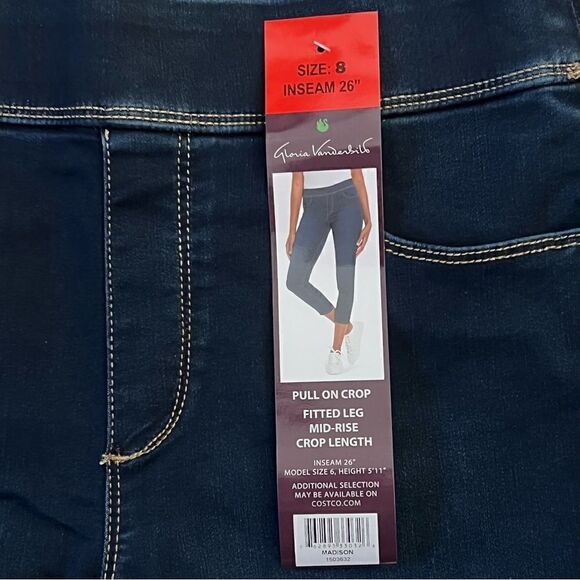 SIZE: 8
INSEAM 26"
Gloria Vanderbilt
PULL ON CROP
FITTED LEG
MID-RISE
CROP LENGTH
INSEAM 26"
MODEL SIZE 6, HEIGHT 5'11"
ADDITIONAL SELECTION
MAY BE AVAILABLE ON
COSTCO.COM
MADISON
1503632